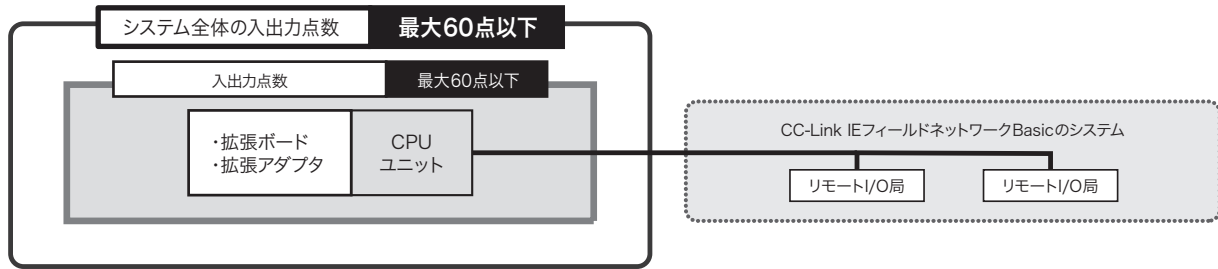 システム全体の入出力点数 最大60点以下
入出力点数 最大60点以下
・拡張ボード
・拡張アダプタ
CPU
ユニット
CC-Link IEフィールドネットワークBasicのシステム
リモートI/O局 リモートI/O局